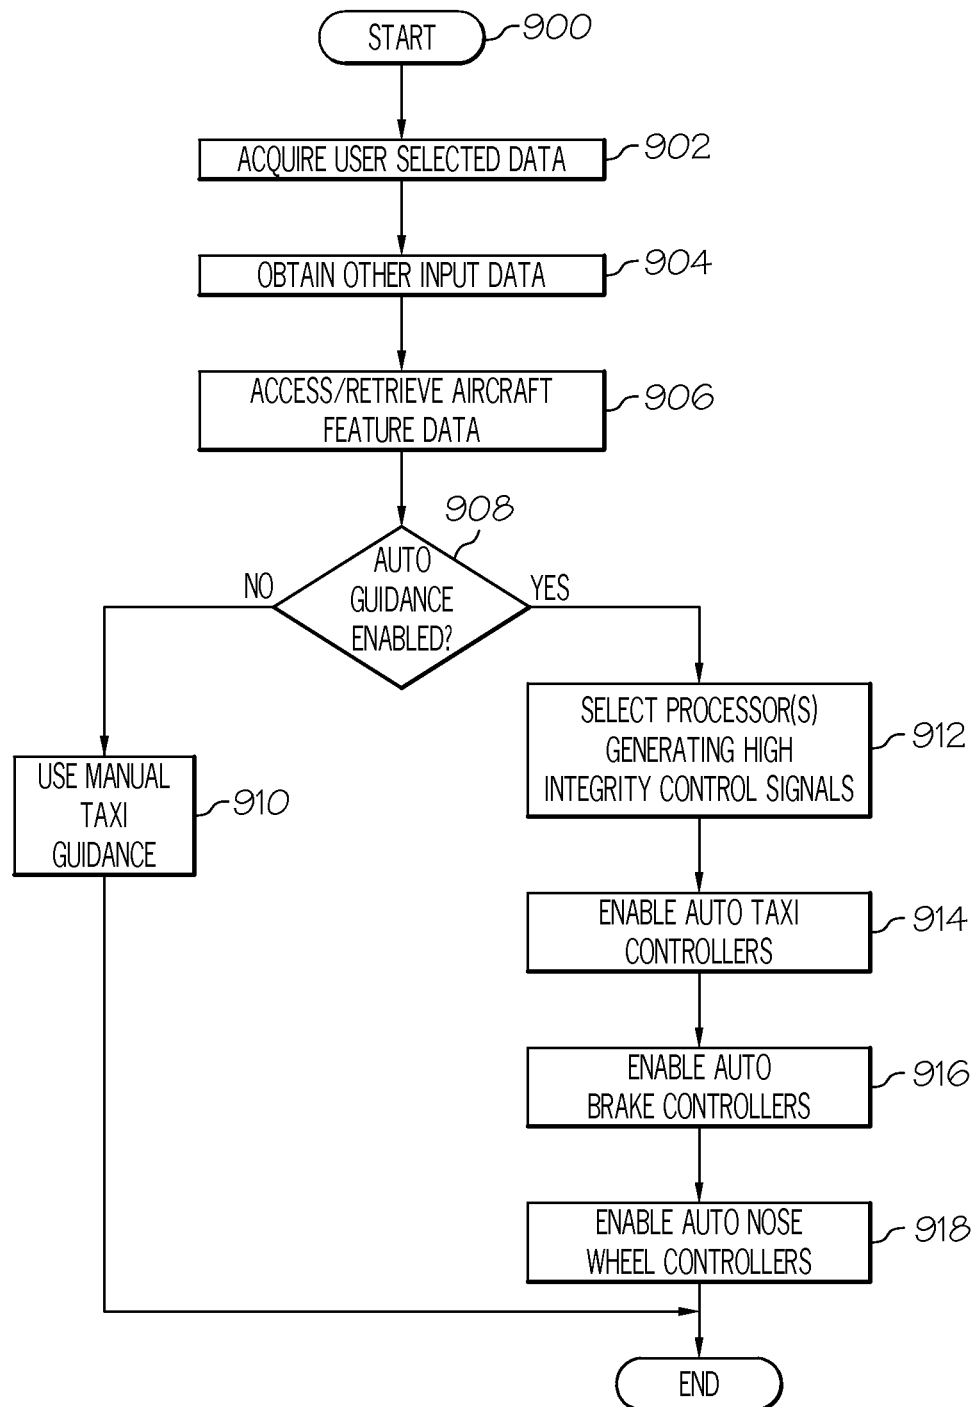 START
900
ACQUIRE USER SELECTED DATA
902
OBTAIN OTHER INPUT DATA
904
ACCESS/RETRIEVE AIRCRAFT
FEATURE DATA
906
908
AUTO
GUIDANCE
ENABLED?
NO
YES
USE MANUAL
TAXI
GUIDANCE
910
SELECT PROCESSOR(S)
GENERATING HIGH
INTEGRITY CONTROL SIGNALS
912
ENABLE AUTO TAXI
CONTROLLERS
914
ENABLE AUTO
BRAKE CONTROLLERS
916
ENABLE AUTO NOSE
WHEEL CONTROLLERS
918
END